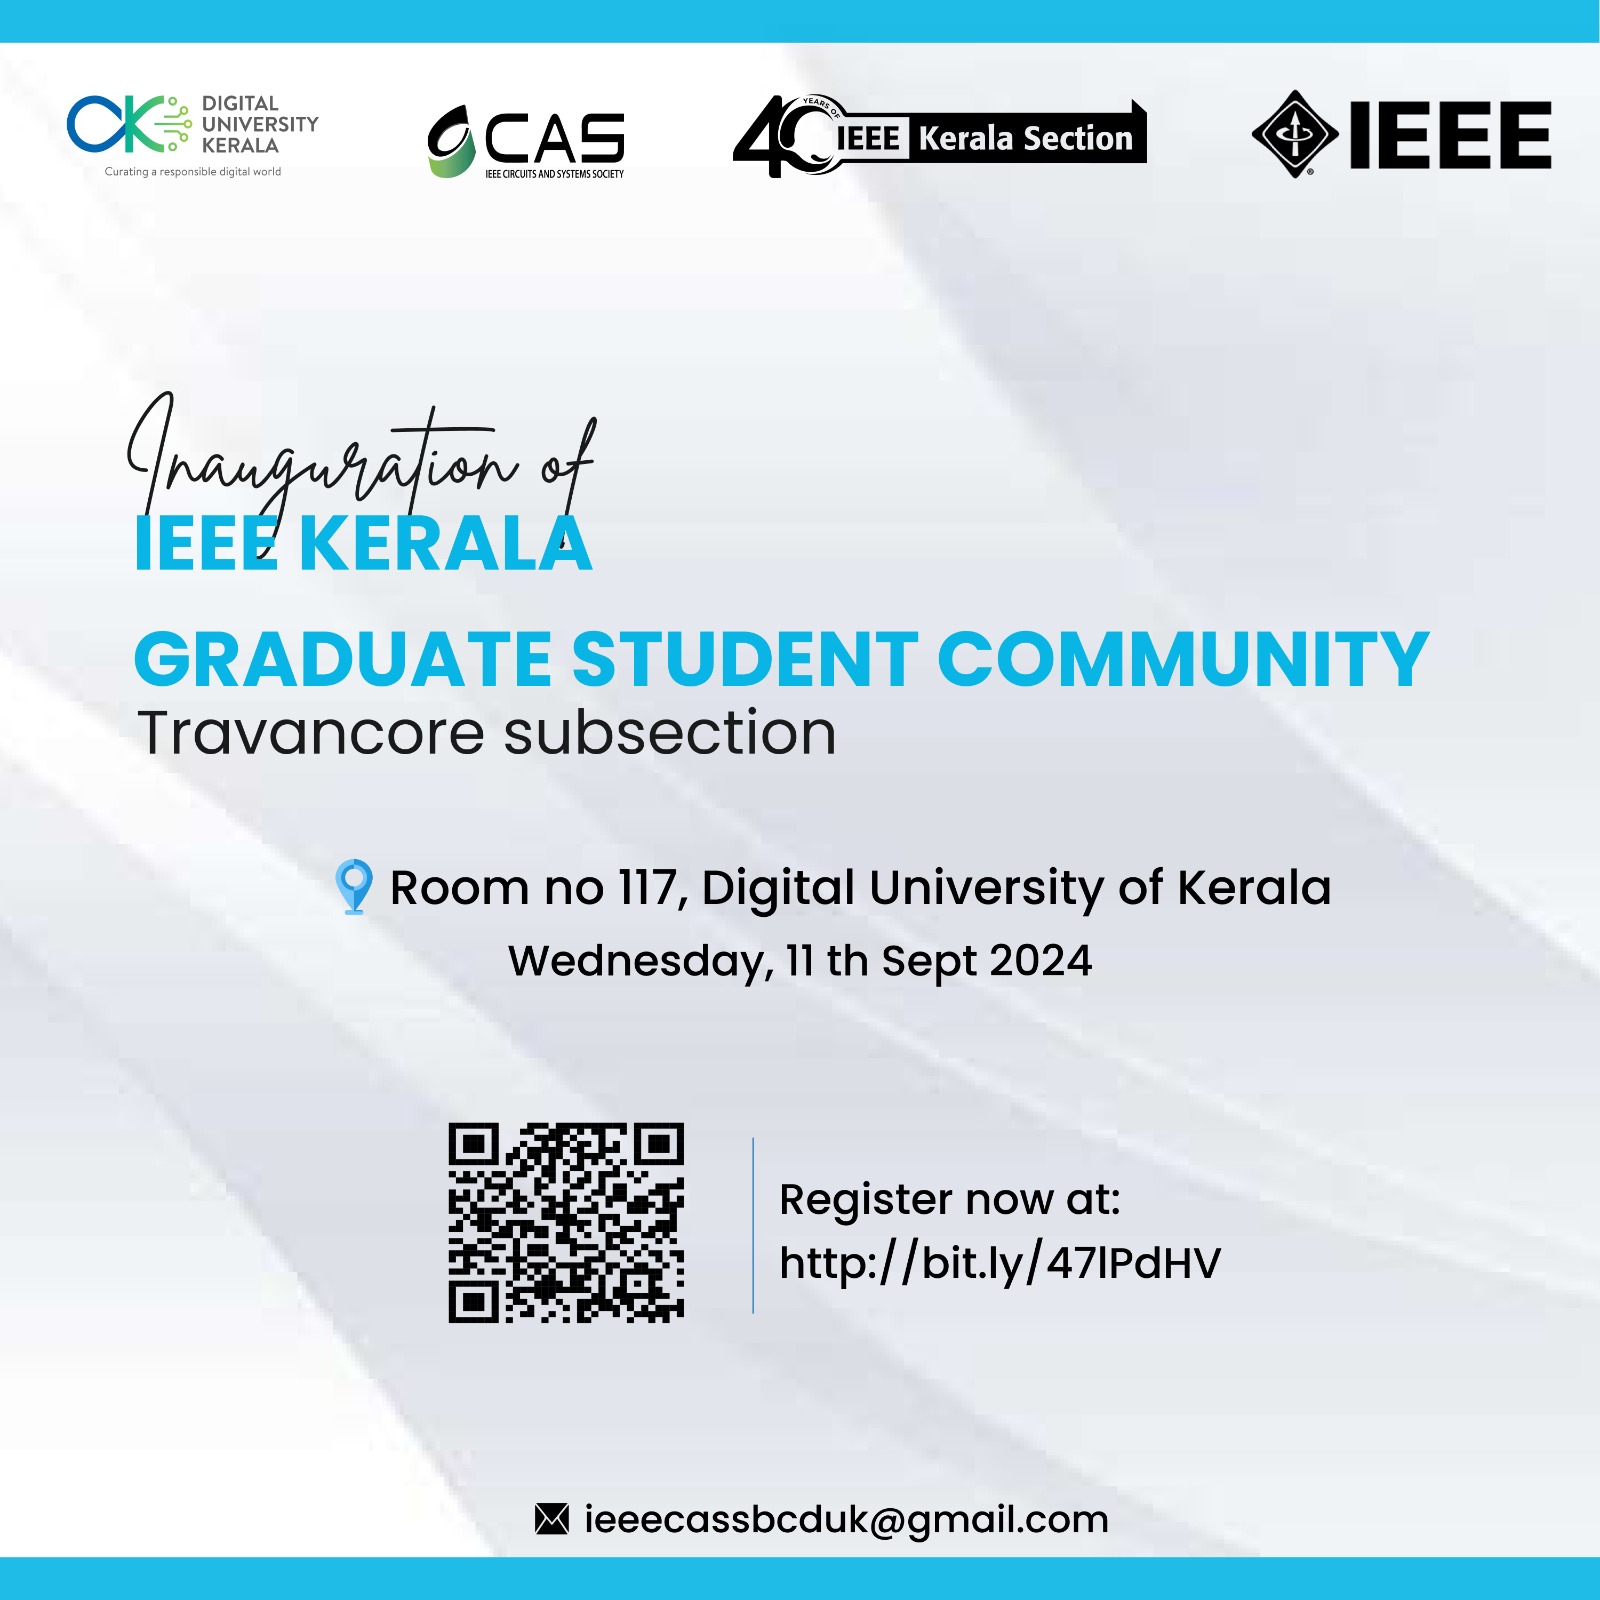 DIGITAL
UNIVERSITY
KERALA
Curating a responsible digital world
CAS
IEEE CIRCUITS AND SYSTEMS SOCIETY
40 YEARS OF
IEEE Kerala Section
IEEE
Inauguration of
IEEE KERALA
GRADUATE STUDENT COMMUNITY
Travancore subsection
Room no 117, Digital University of Kerala
Wednesday, 11 th Sept 2024
Register now at:
http://bit.ly/47lPdHV
ieeecassbcduk@gmail.com